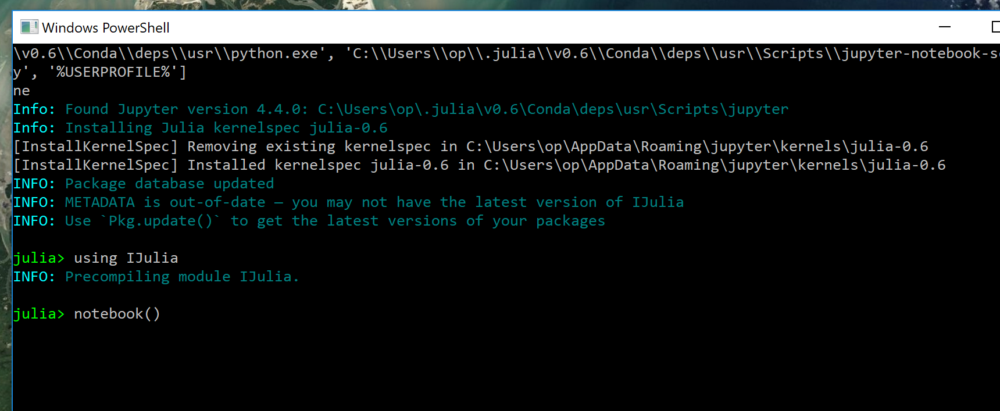 Windows PowerShell
\v0.6\\Conda\\deps\\usr\\python.exe', 'C:\\Users\\op\\.julia\\v0.6\\Conda\\deps\\usr\\Scripts\\jupyter-notebook-s
y', '%USERPROFILE%']
ne
Info: Found Jupyter version 4.4.0: C:\Users\op\.julia\v0.6\Conda\deps\usr\Scripts\jupyter
Info: Installing Julia kernelspec julia-0.6
[InstallKernelSpec] Removing existing kernelspec in C:\Users\op\AppData\Roaming\jupyter\kernels\julia-0.6
[InstallKernelSpec] Installed kernelspec julia-0.6 in C:\Users\op\AppData\Roaming\jupyter\kernels\julia-0.6
INFO: Package database updated
INFO: METADATA is out-of-date — you may not have the latest version of IJulia
INFO: Use `Pkg.update()` to get the latest versions of your packages
julia> using IJulia
INFO: Precompiling module IJulia.
julia> notebook()